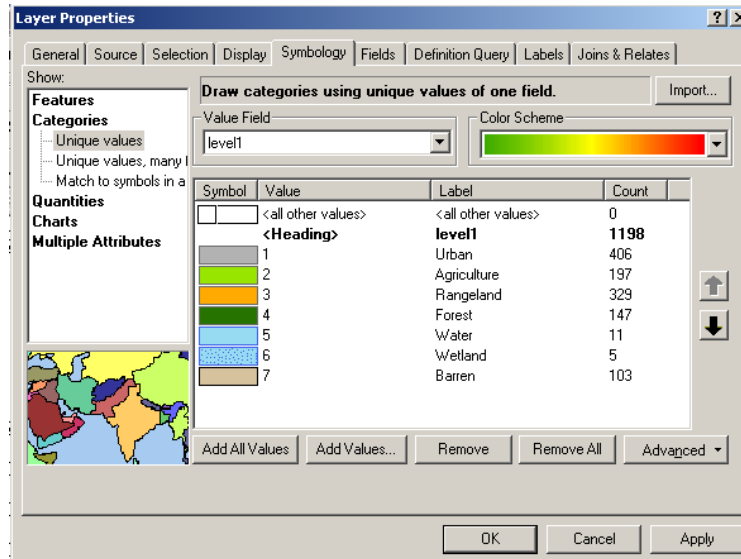 Layer Properties
General Source Selection Display Symbology Fields Definition Query Labels Joins & Relates
Show:
Features
Categories
Unique values
Unique values, many
Match to symbols in a
Quantities
Charts
Multiple Attributes
Draw categories using unique values of one field.
Import...
Value Field
level1
Color Scheme
Symbol Value Label Count
<all other values> <all other values> 0
<Heading> level1 1198
1 Urban 406
2 Agriculture 197
3 Rangeland 329
4 Forest 147
5 Water 11
6 Wetland 5
7 Barren 103
Add All Values Add Values... Remove Remove All Advanced
OK Cancel Apply